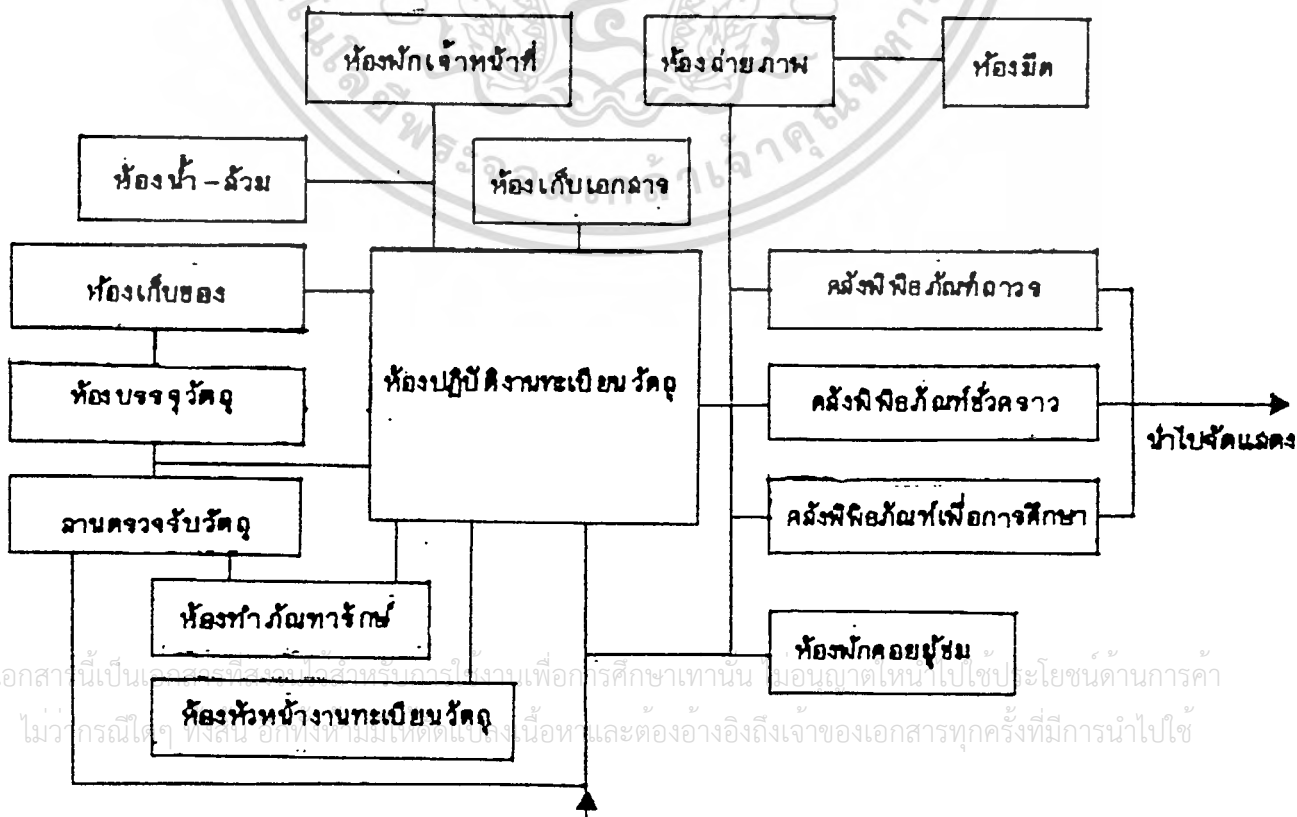 ห้องพักเจ้าหน้าที่
ห้องถ่ายภาพ
ห้องมืด
ห้องน้ำ-ส้วม
ห้องเก็บเอกสาร
ห้องเก็บของ
คลังพิพิธภัณฑ์ถาวร
ห้องปฏิบัติงานทะเบียนวัตถุ
ห้องบรรจุวัตถุ
คลังพิพิธภัณฑ์ชั่วคราว
นำไปจัดแสดง
ลานตรวจรับวัตถุ
คลังพิพิธภัณฑ์เพื่อการศึกษา
ห้องทำภัณฑารักษ์
ห้องพักคอยผู้ชม
เอกสารนี้เป็นเอกสารที่สงวนไว้สำหรับการใช้งานเพื่อการศึกษาเท่านั้น ไม่อนุญาตให้นำไปใช้ประโยชน์ด้านการค้า
ห้องหัวหน้างานทะเบียนวัตถุ
ไม่ว่ากรณีใดๆ ทั้งสิ้น อีกทั้งห้ามมิให้ดัดแปลงเนื้อหา และต้องอ้างอิงถึงเจ้าของเอกสารทุกครั้งที่มีการนำไปใช้